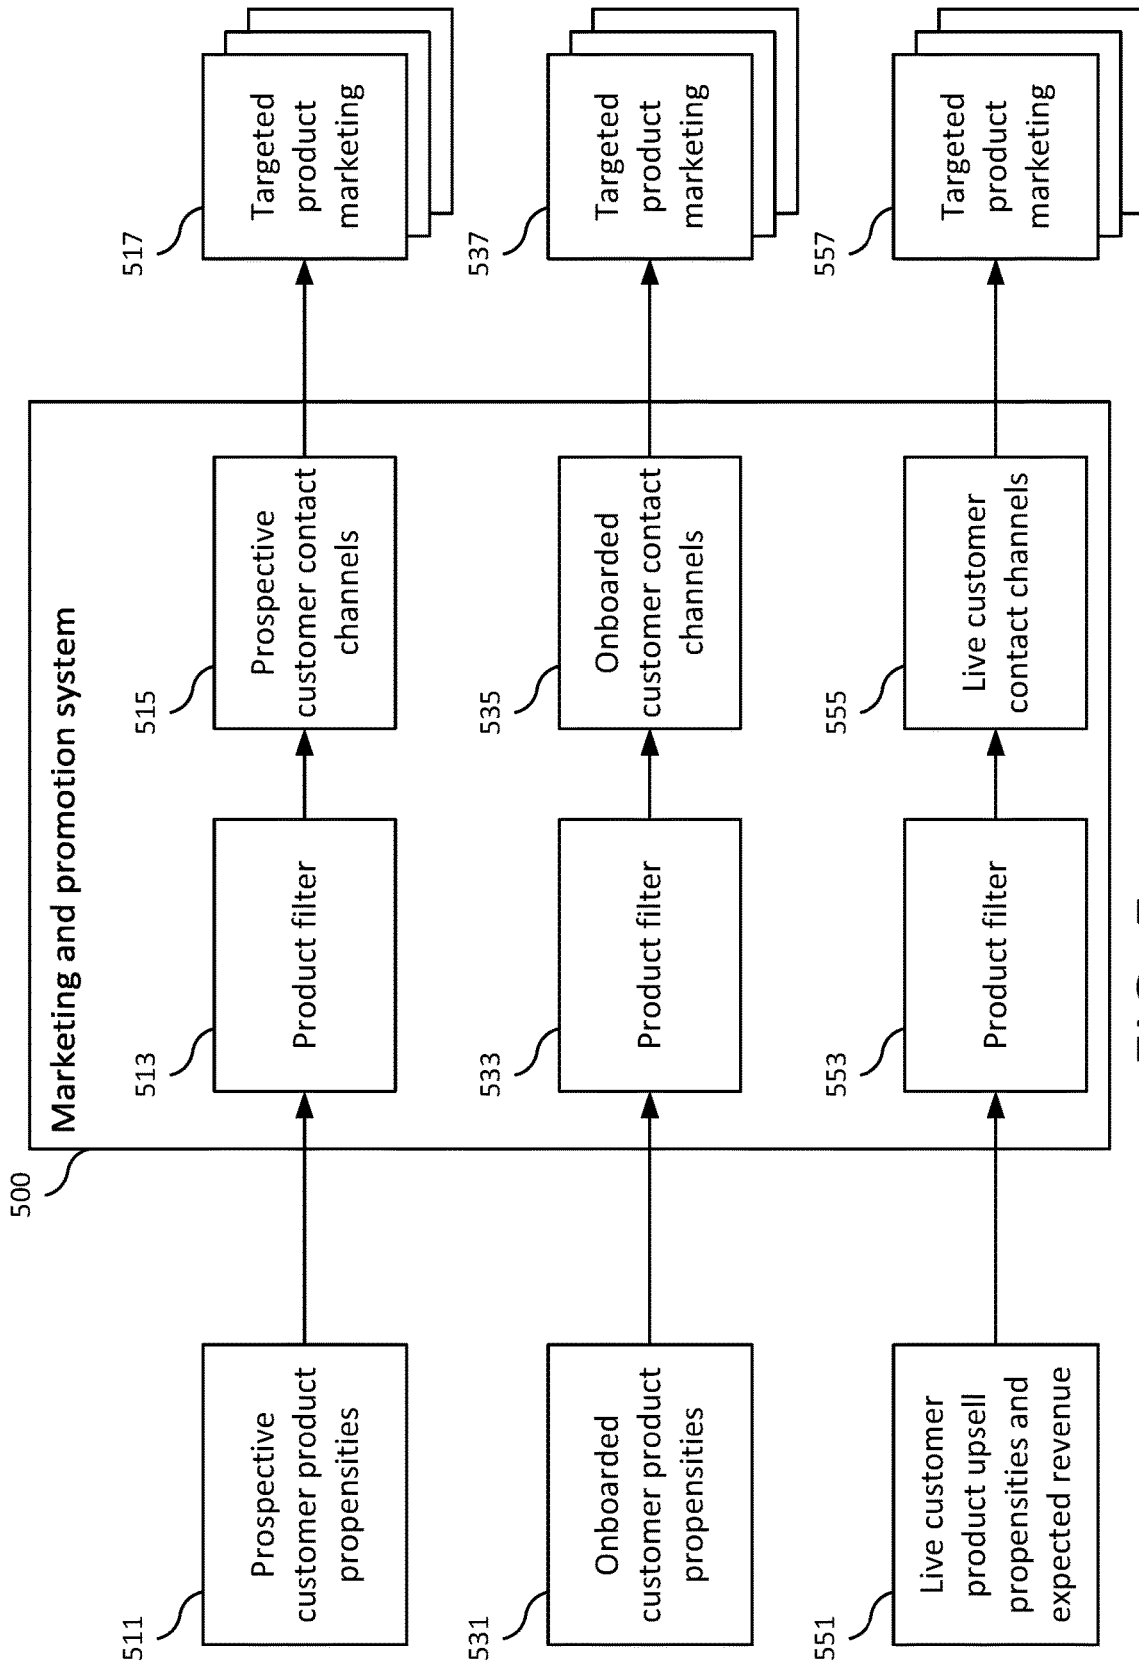 500
Marketing and promotion system
511
Prospective
customer product
propensities
513
Product filter
515
Prospective
customer contact
channels
517
Targeted
product
marketing
531
Onboarded
customer product
propensities
533
Product filter
535
Onboarded
customer contact
channels
537
Targeted
product
marketing
551
Live customer
product upsell
propensities and
expected revenue
553
Product filter
555
Live customer
contact channels
557
Targeted
product
marketing